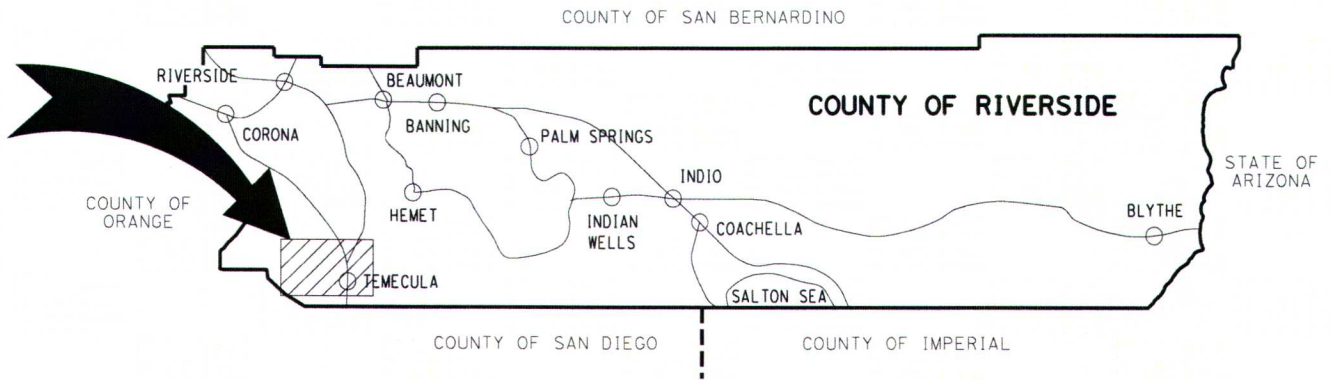 COUNTY OF SAN BERNARDINO
RIVERSIDE
BEAUMONT
COUNTY OF RIVERSIDE
CORONA
BANNING
PALM SPRINGS
STATE OF
ARIZONA
INDIO
COUNTY OF
ORANGE
HEMET
INDIAN
WELLS
COACHELLA
BLYTHE
TEMECULA
SALTON SEA
COUNTY OF SAN DIEGO
COUNTY OF IMPERIAL